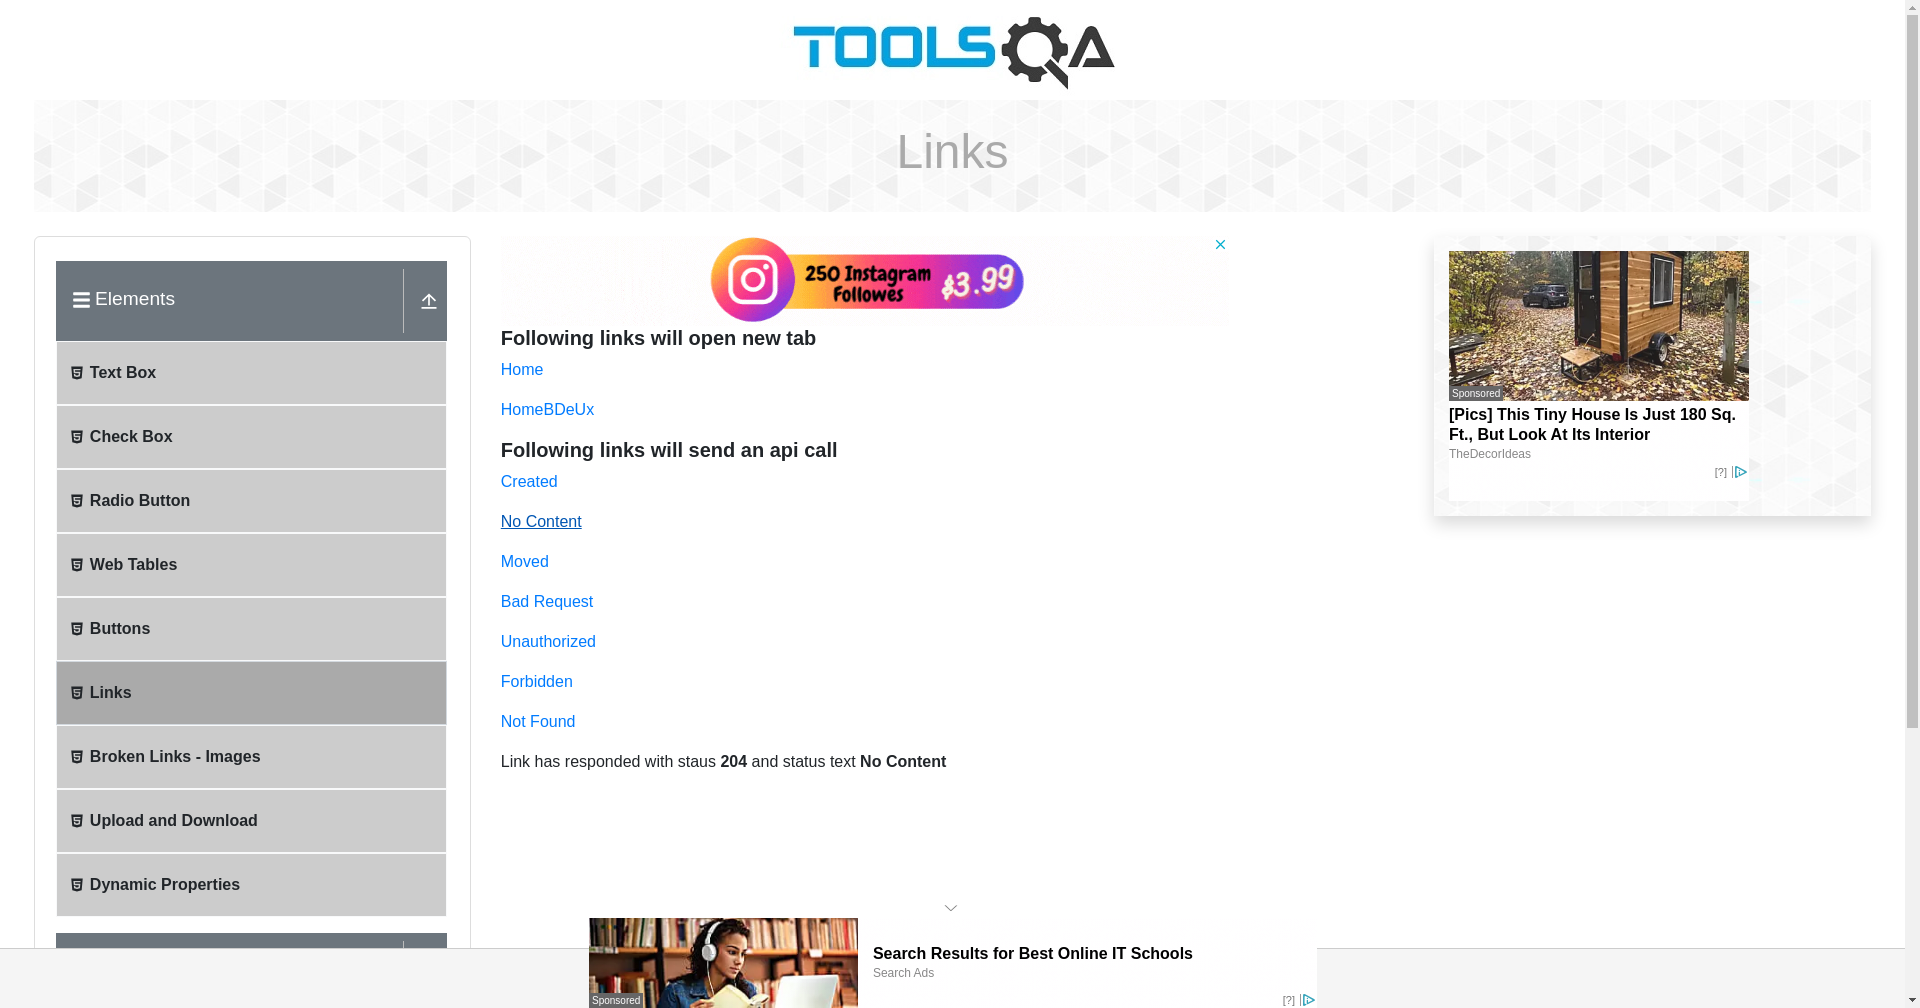 TOOLSQA
Links
Elements
Text Box
Check Box
Radio Button
Web Tables
Buttons
Links
Broken Links - Images
Upload and Download
Dynamic Properties
250 Instagram
Followes
$3.99
Following links will open new tab
Home
HomeBDeUx
Following links will send an api call
Created
No Content
Moved
Bad Request
Unauthorized
Forbidden
Not Found
Link has responded with staus 204 and status text No Content
Sponsored
[Pics] This Tiny House Is Just 180 Sq.
Ft., But Look At Its Interior
TheDecorIdeas
[?]
Search Results for Best Online IT Schools
Search Ads
Sponsored
[?]